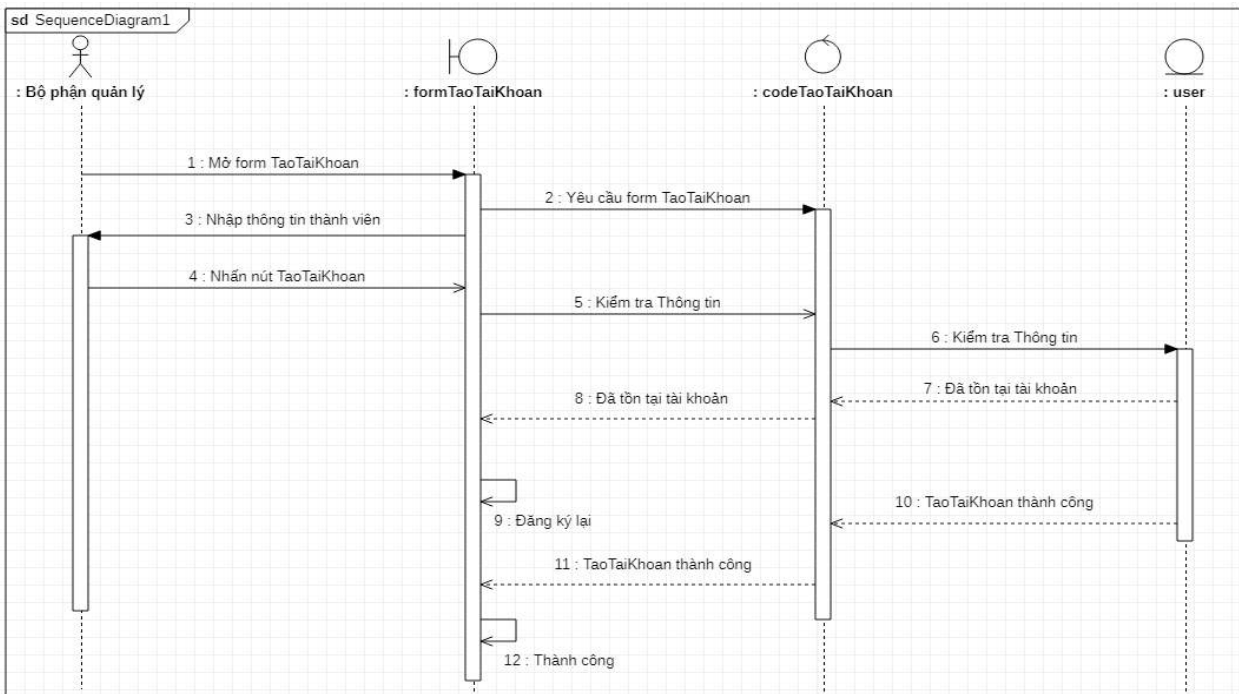 sd SequenceDiagram1
: Bộ phận quản lý
: formTaoTaiKhoan
: codeTaoTaiKhoan
: user
1 : Mở form TaoTaiKhoan
2 : Yêu cầu form TaoTaiKhoan
3 : Nhập thông tin thành viên
4 : Nhấn nút TaoTaiKhoan
5 : Kiểm tra Thông tin
6 : Kiểm tra Thông tin
7 : Đã tồn tại tài khoản
8 : Đã tồn tại tài khoản
9 : Đăng ký lại
10 : TaoTaiKhoan thành công
11 : TaoTaiKhoan thành công
12 : Thành công